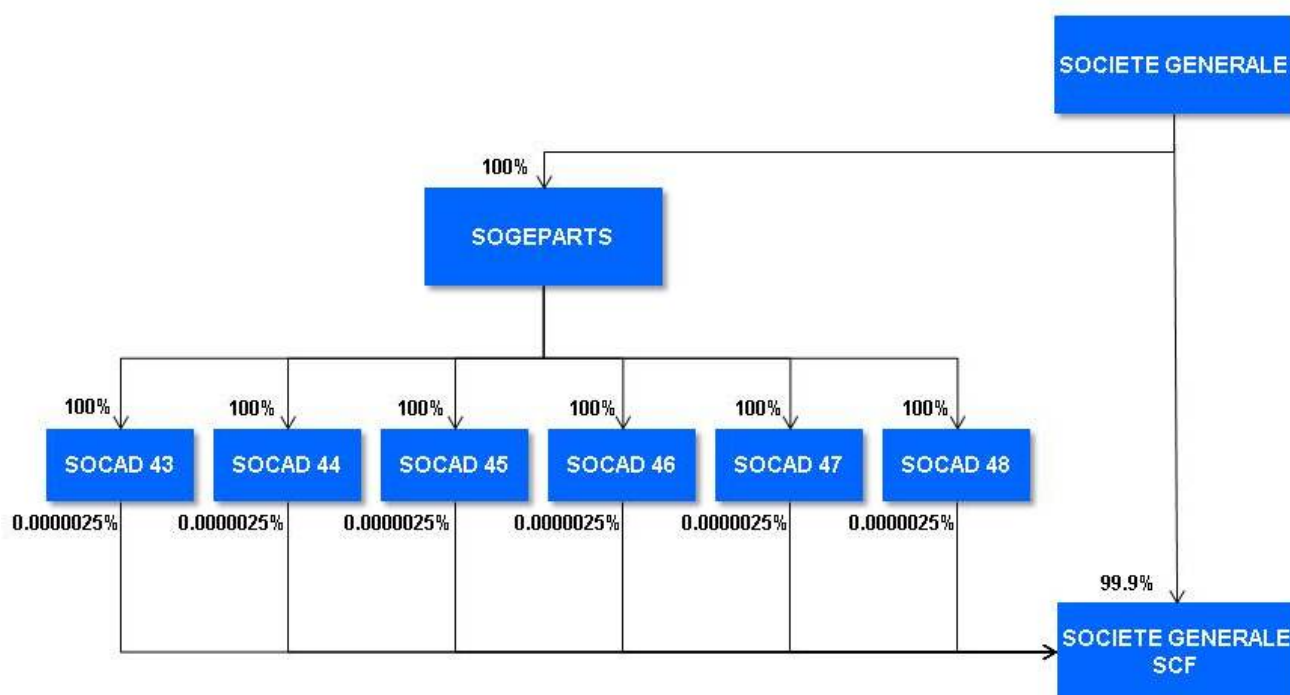 SOCIETE GENERALE
100%
SOGEPARTS
100%
100%
100%
100%
100%
100%
SOCAD 43
SOCAD 44
SOCAD 45
SOCAD 46
SOCAD 47
SOCAD 48
0.0000025%
0.0000025%
0.0000025%
0.0000025%
0.0000025%
0.0000025%
99.9%
SOCIETE GENERALE
SCF